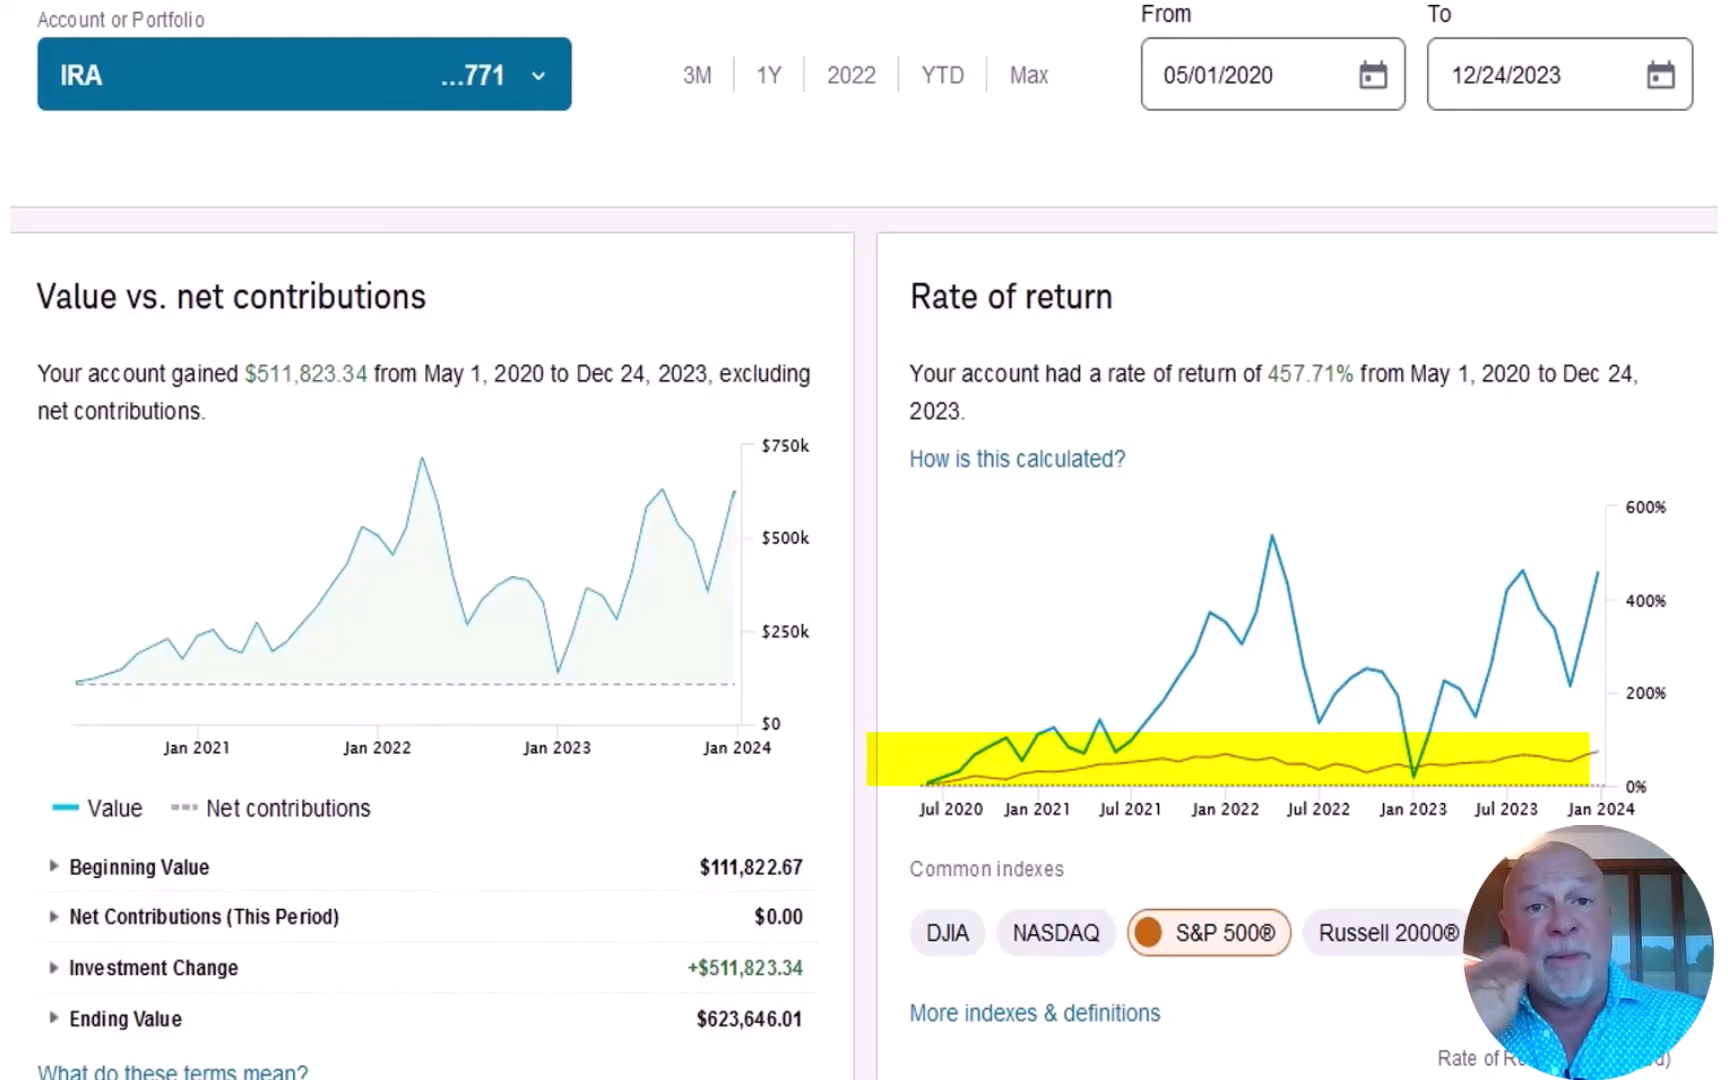 Account or Portfolio
From
To
IRA
...771
3M
1Y
2022
YTD
Max
05/01/2020
12/24/2023
Value vs. net contributions
Your account gained $511,823.34 from May 1, 2020 to Dec 24, 2023, excluding
net contributions.
$750k
$500k
$250k
$0
Jan 2021
Jan 2022
Jan 2023
Jan 2024
Value
Net contributions
Beginning Value
$111,822.67
Net Contributions (This Period)
$0.00
Investment Change
+$511,823.34
Ending Value
$623,646.01
What do these terms mean?
Rate of return
Your account had a rate of return of 457.71% from May 1, 2020 to Dec 24,
2023.
How is this calculated?
600%
400%
200%
0%
Jul 2020
Jan 2021
Jul 2021
Jan 2022
Jul 2022
Jan 2023
Jul 2023
Jan 2024
Common indexes
DJIA
NASDAQ
S&P 500®
Russell 2000®
More indexes & definitions
Rate of